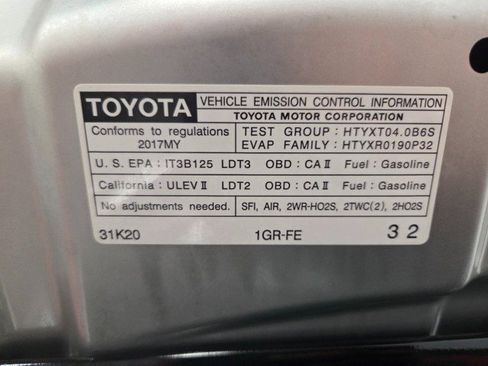 TOYOTA VEHICLE EMISSION CONTROL INFORMATION
TOYOTA MOTOR CORPORATION
Conforms to regulations TEST GROUP : HTYXT04.0B6S
2017MY EVAP FAMILY : HTYXR0190P32
U. S. EPA : IT3B125 LDT3 OBD : CA II Fuel : Gasoline
California : ULEV II LDT2 OBD : CA II Fuel : Gasoline
No adjustments needed. SFI, AIR, 2WR-HO2S, 2TWC(2), 2HO2S
31K20 1GR-FE 3 2